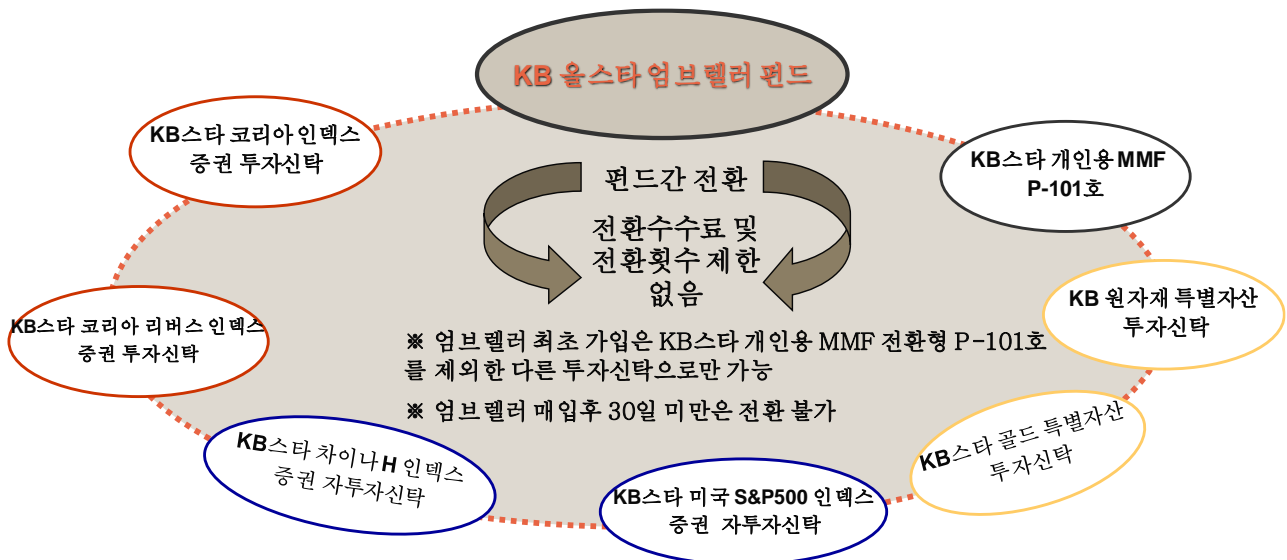 KB 올스타 엄브렐러 펀드
KB스타 코리아 인덱스
증권 투자신탁
KB스타 개인용 MMF
P-101호
펀드간 전환
전환수수료 및
전환횟수 제한
없음
KB스타 코리아 리버스 인덱스
증권 투자신탁
KB 원자재 특별자산
투자신탁
※ 엄브렐러 최초 가입은 KB스타 개인용 MMF 전환형 P-101호
를 제외한 다른 투자신탁으로만 가능
※ 엄브렐러 매입후 30일 미만은 전환 불가
KB스타 차이나H 인덱스
증권 자투자신탁
KB스타 미국 S&P500 인덱스
증권 자투자신탁
KB스타 골드 특별자산
투자신탁